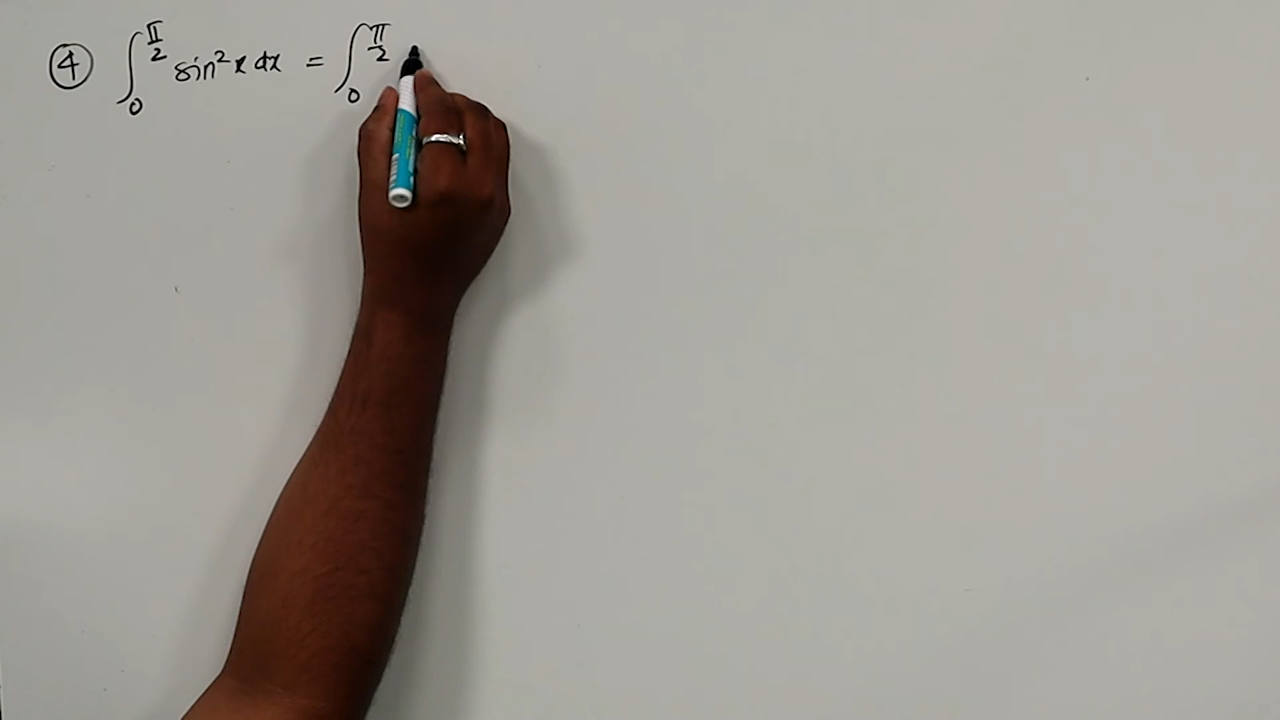 ④ ∫₀^{π/2} sin²x dx = ∫₀^{π/2}